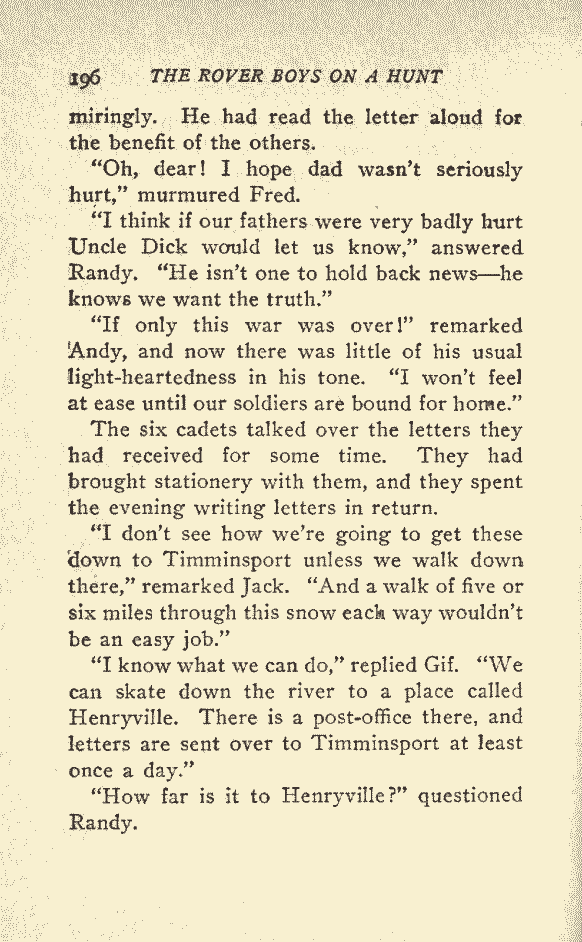 196 THE ROVER BOYS ON A HUNT
miringly. He had read the letter aloud for
the benefit of the others.
"Oh, dear! I hope dad wasn't seriously
hurt," murmured Fred.
"I think if our fathers were very badly hurt
Uncle Dick would let us know," answered
Randy. "He isn't one to hold back news—he
knows we want the truth."
"If only this war was over!" remarked
Andy, and now there was little of his usual
light-heartedness in his tone. "I won't feel
at ease until our soldiers are bound for home."
The six cadets talked over the letters they
had received for some time. They had
brought stationery with them, and they spent
the evening writing letters in return.
"I don't see how we're going to get these
down to Timminsport unless we walk down
there," remarked Jack. "And a walk of five or
six miles through this snow each way wouldn't
be an easy job."
"I know what we can do," replied Gif. "We
can skate down the river to a place called
Henryville. There is a post-office there, and
letters are sent over to Timminsport at least
once a day."
"How far is it to Henryville?" questioned
Randy.